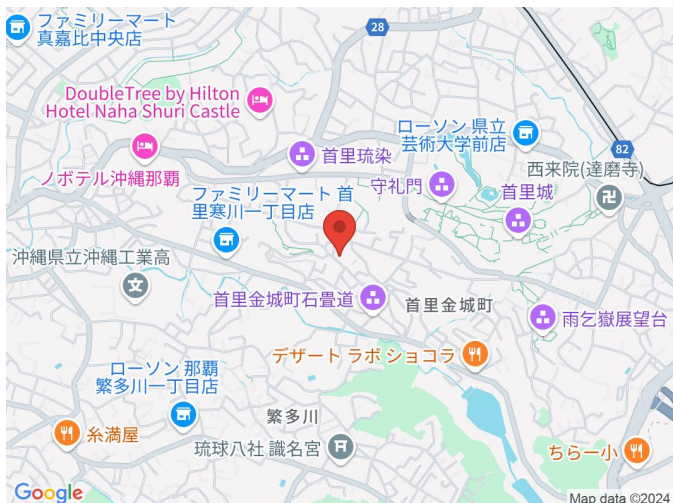 ファミリーマート
真嘉比中央店
28
DoubleTree by Hilton
Hotel Naha Shuri Castle
ローソン 県立
芸術大学前店
82
首里琉染
西来院(達磨寺)
ノボテル沖縄那覇
守礼門
首里城
ファミリーマート 首
里寒川一丁目店
沖縄県立沖縄工業高
首里金城町石畳道
首里金城町
雨乞嶽展望台
デザート ラボ ショコラ
ローソン 那覇
繁多川一丁目店
繁多川
糸満屋
琉球八社 識名宮
ちらー小
Google
Map data ©2024